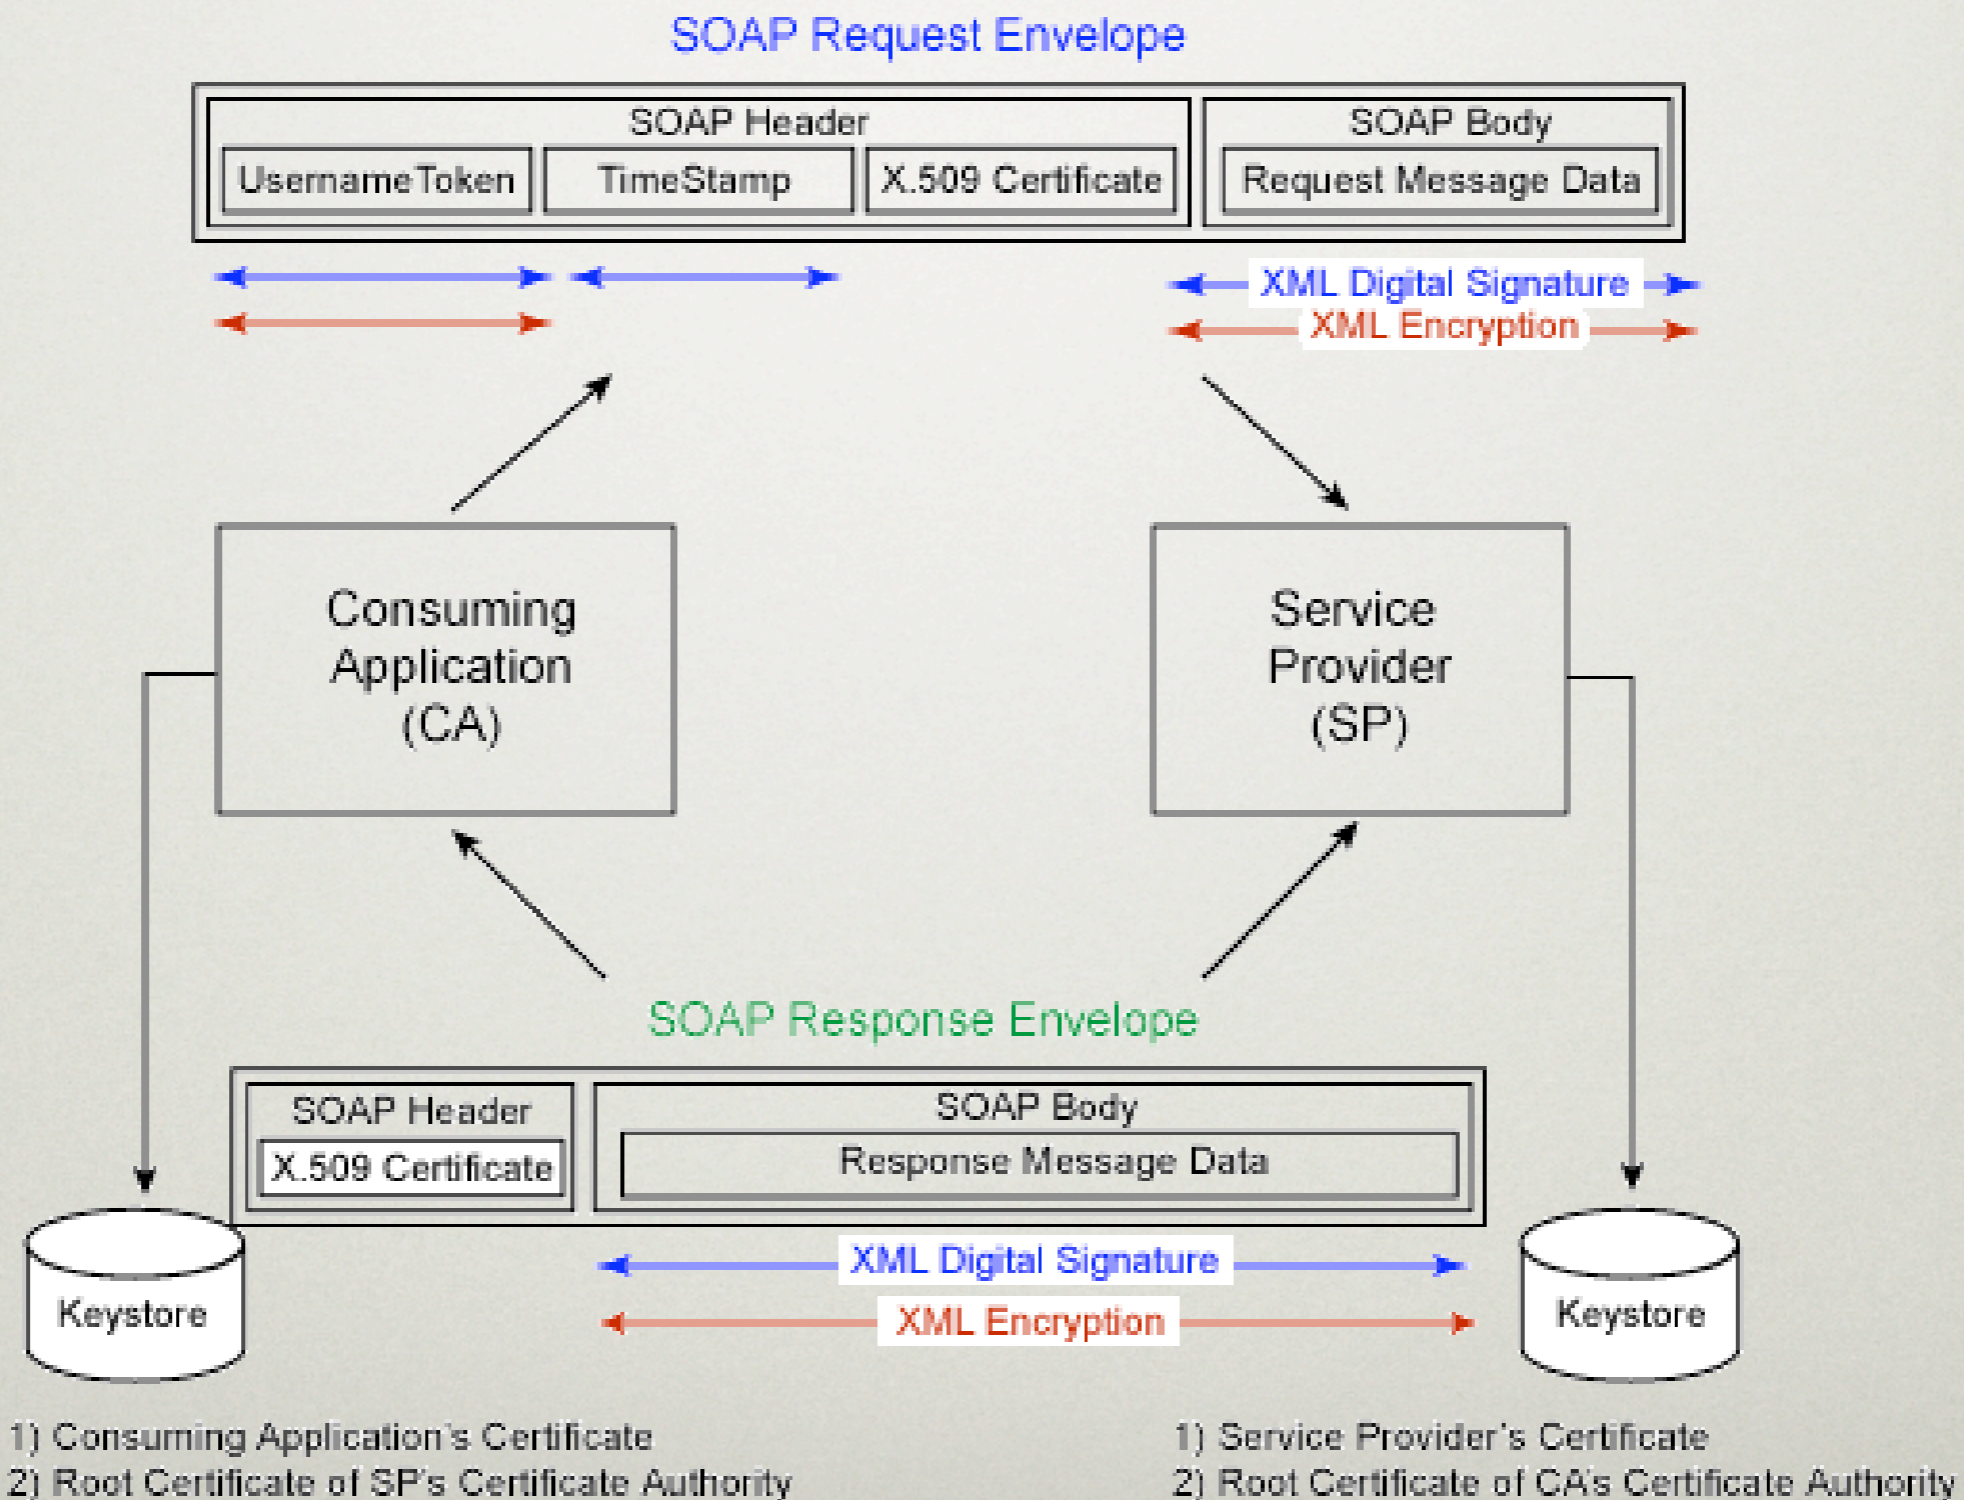 SOAP Request Envelope
SOAP Header
SOAP Body
UsernameToken
TimeStamp
X.509 Certificate
Request Message Data
XML Digital Signature
XML Encryption
Consuming
Application
(CA)
Service
Provider
(SP)
SOAP Response Envelope
SOAP Header
SOAP Body
X.509 Certificate
Response Message Data
XML Digital Signature
XML Encryption
Keystore
Keystore
1) Consuming Application's Certificate
2) Root Certificate of SP's Certificate Authority
1) Service Provider's Certificate
2) Root Certificate of CA's Certificate Authority